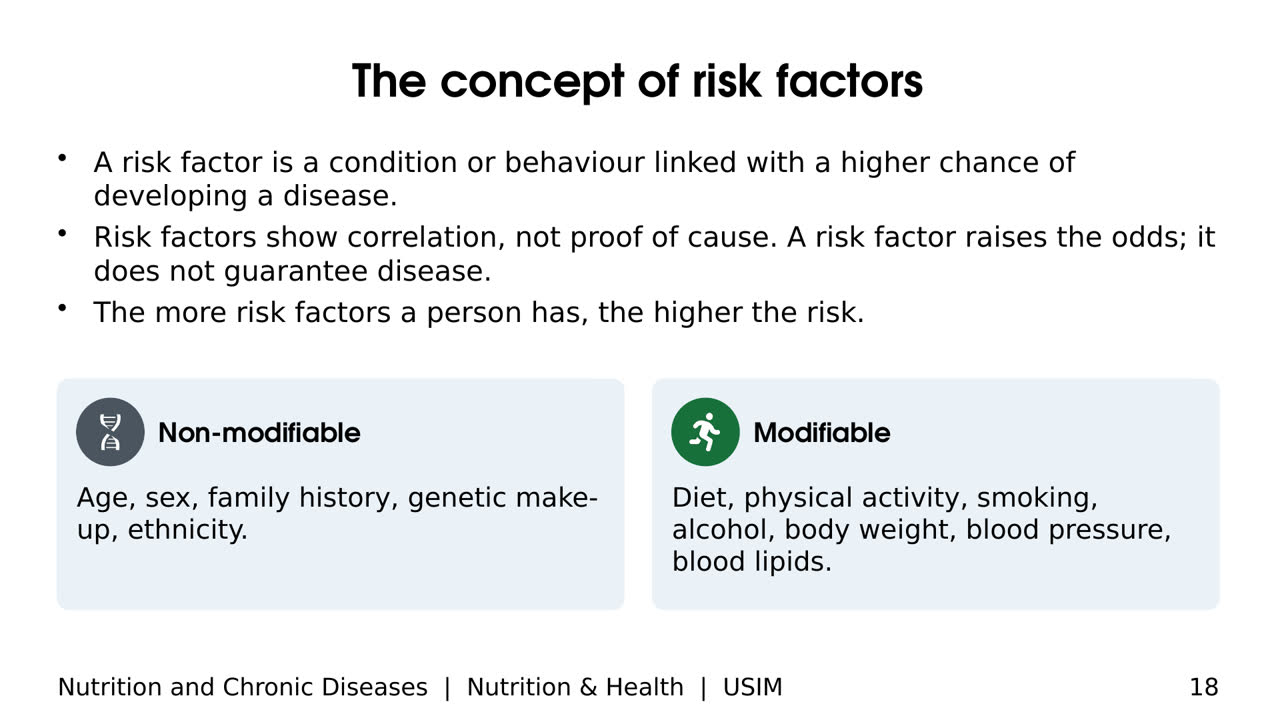 The concept of risk factors
• A risk factor is a condition or behaviour linked with a higher chance of
developing a disease.
• Risk factors show correlation, not proof of cause. A risk factor raises the odds; it
does not guarantee disease.
• The more risk factors a person has, the higher the risk.
Non-modifiable
Age, sex, family history, genetic make-
up, ethnicity.
Modifiable
Diet, physical activity, smoking,
alcohol, body weight, blood pressure,
blood lipids.
Nutrition and Chronic Diseases | Nutrition & Health | USIM
18